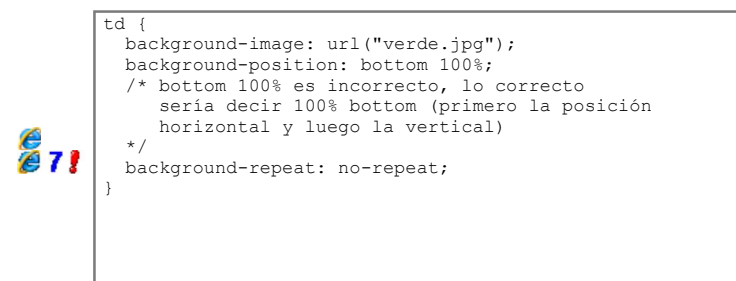 td {
background-image: url("verde.jpg");
background-position: bottom 100%;
/* bottom 100% es incorrecto, lo correcto
sería decir 100% bottom (primero la posición
horizontal y luego la vertical)
*/
7!
background-repeat: no-repeat;
}